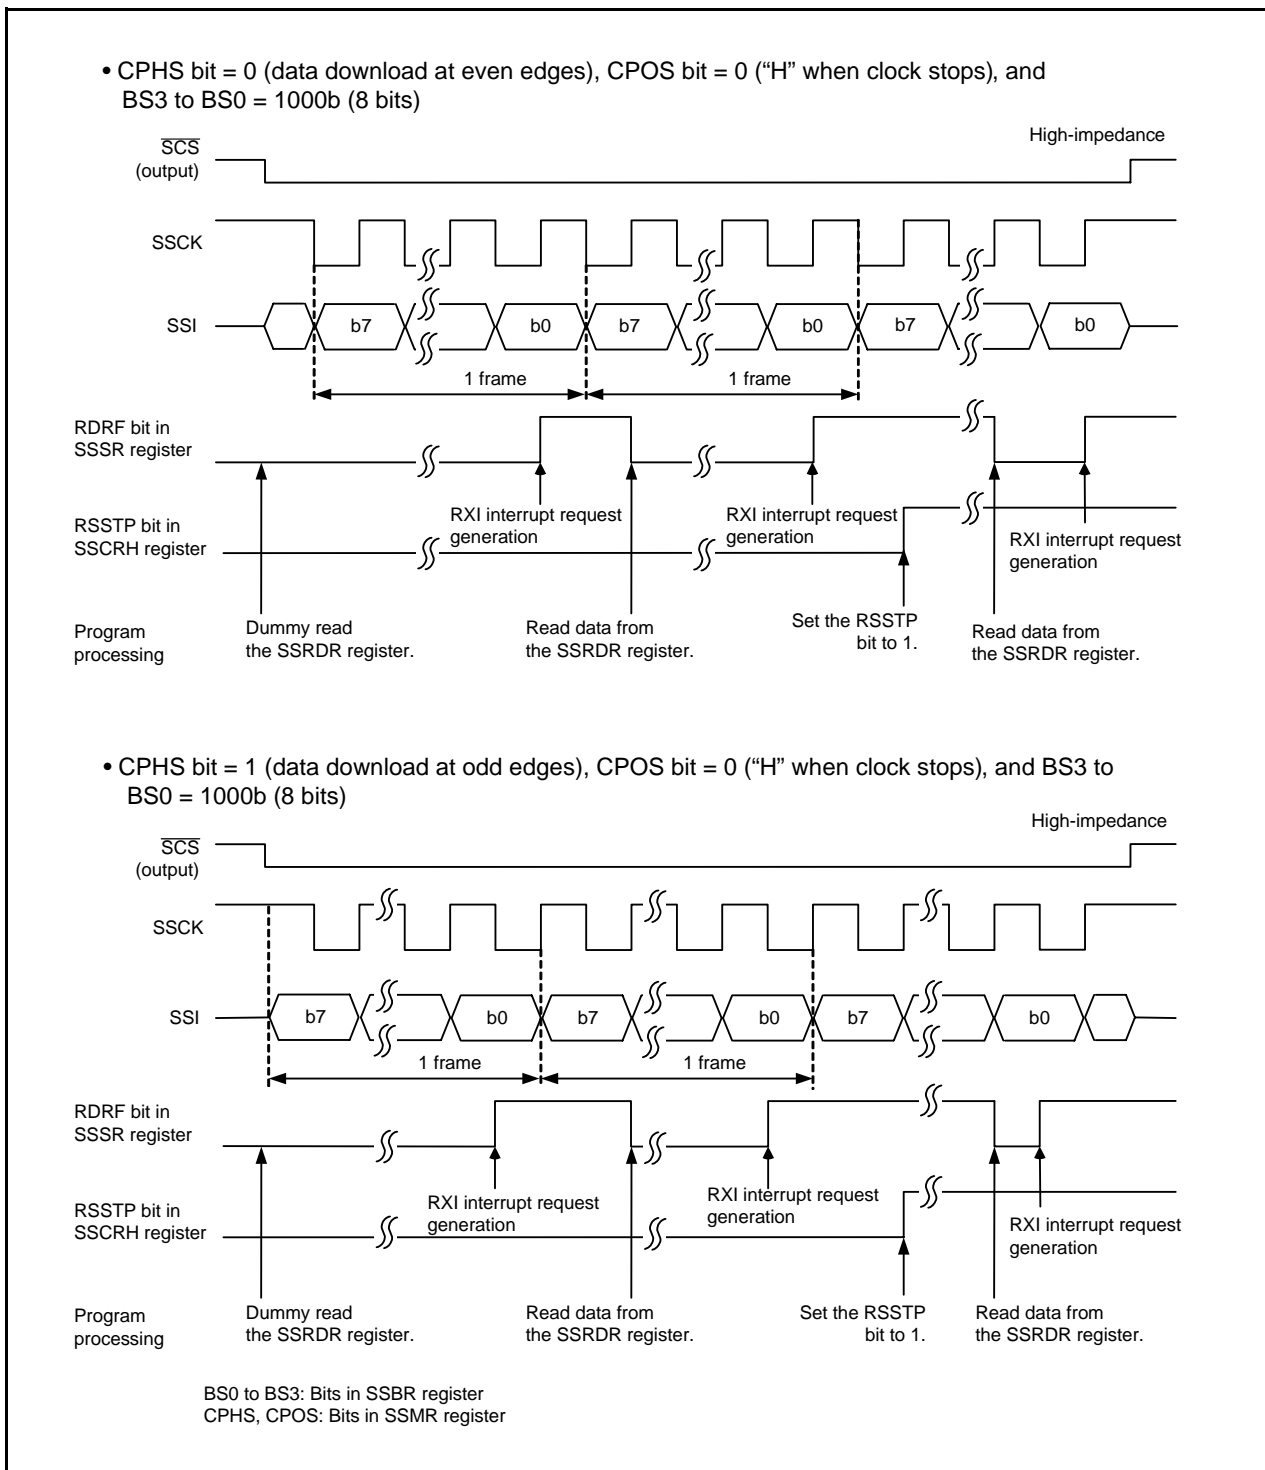 • CPHS bit = 0 (data download at even edges), CPOS bit = 0 (“H” when clock stops), and
BS3 to BS0 = 1000b (8 bits)
SCS
(output)
High-impedance
SSCK
SSI
b7
b0
b7
b0
b7
b0
1 frame
1 frame
RDRF bit in
SSSR register
RXI interrupt request
generation
RXI interrupt request
generation
RXI interrupt request
generation
RSSTP bit in
SSCRH register
Program
processing
Dummy read
the SSRDR register.
Read data from
the SSRDR register.
Set the RSSTP
bit to 1.
Read data from
the SSRDR register.
• CPHS bit = 1 (data download at odd edges), CPOS bit = 0 (“H” when clock stops), and BS3 to
BS0 = 1000b (8 bits)
SCS
(output)
High-impedance
SSCK
SSI
b7
b0
b7
b0
b7
b0
1 frame
1 frame
RDRF bit in
SSSR register
RXI interrupt request
generation
RXI interrupt request
generation
RXI interrupt request
generation
RSSTP bit in
SSCRH register
Program
processing
Dummy read
the SSRDR register.
Read data from
the SSRDR register.
Set the RSSTP
bit to 1.
Read data from
the SSRDR register.
BS0 to BS3: Bits in SSBR register
CPHS, CPOS: Bits in SSMR register